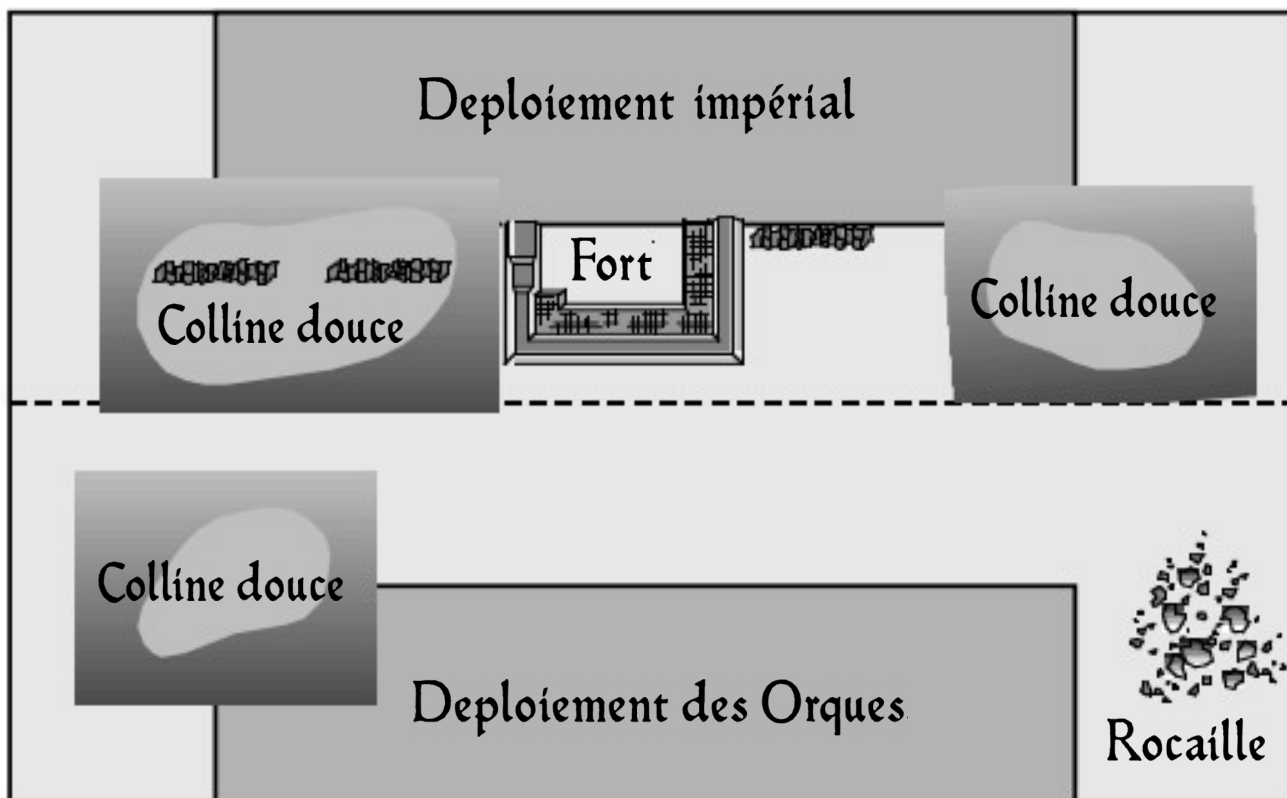 Deploiement impérial
Fort
Colline douce
Colline douce
Colline douce
Deploiement des Orques
Rocaille